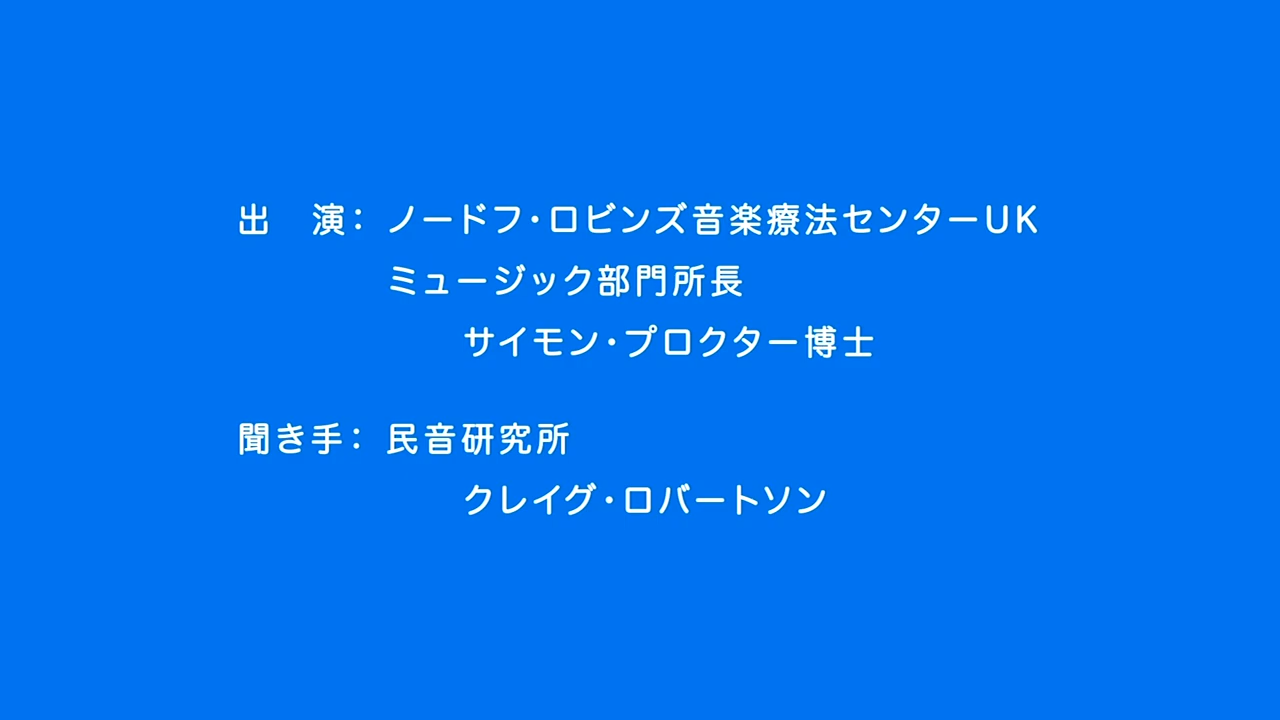 出　演：ノードフ・ロビンズ音楽療法センターUK
ミュージック部門所長
サイモン・プロクター博士
聞き手：民音研究所
クレイグ・ロバートソン